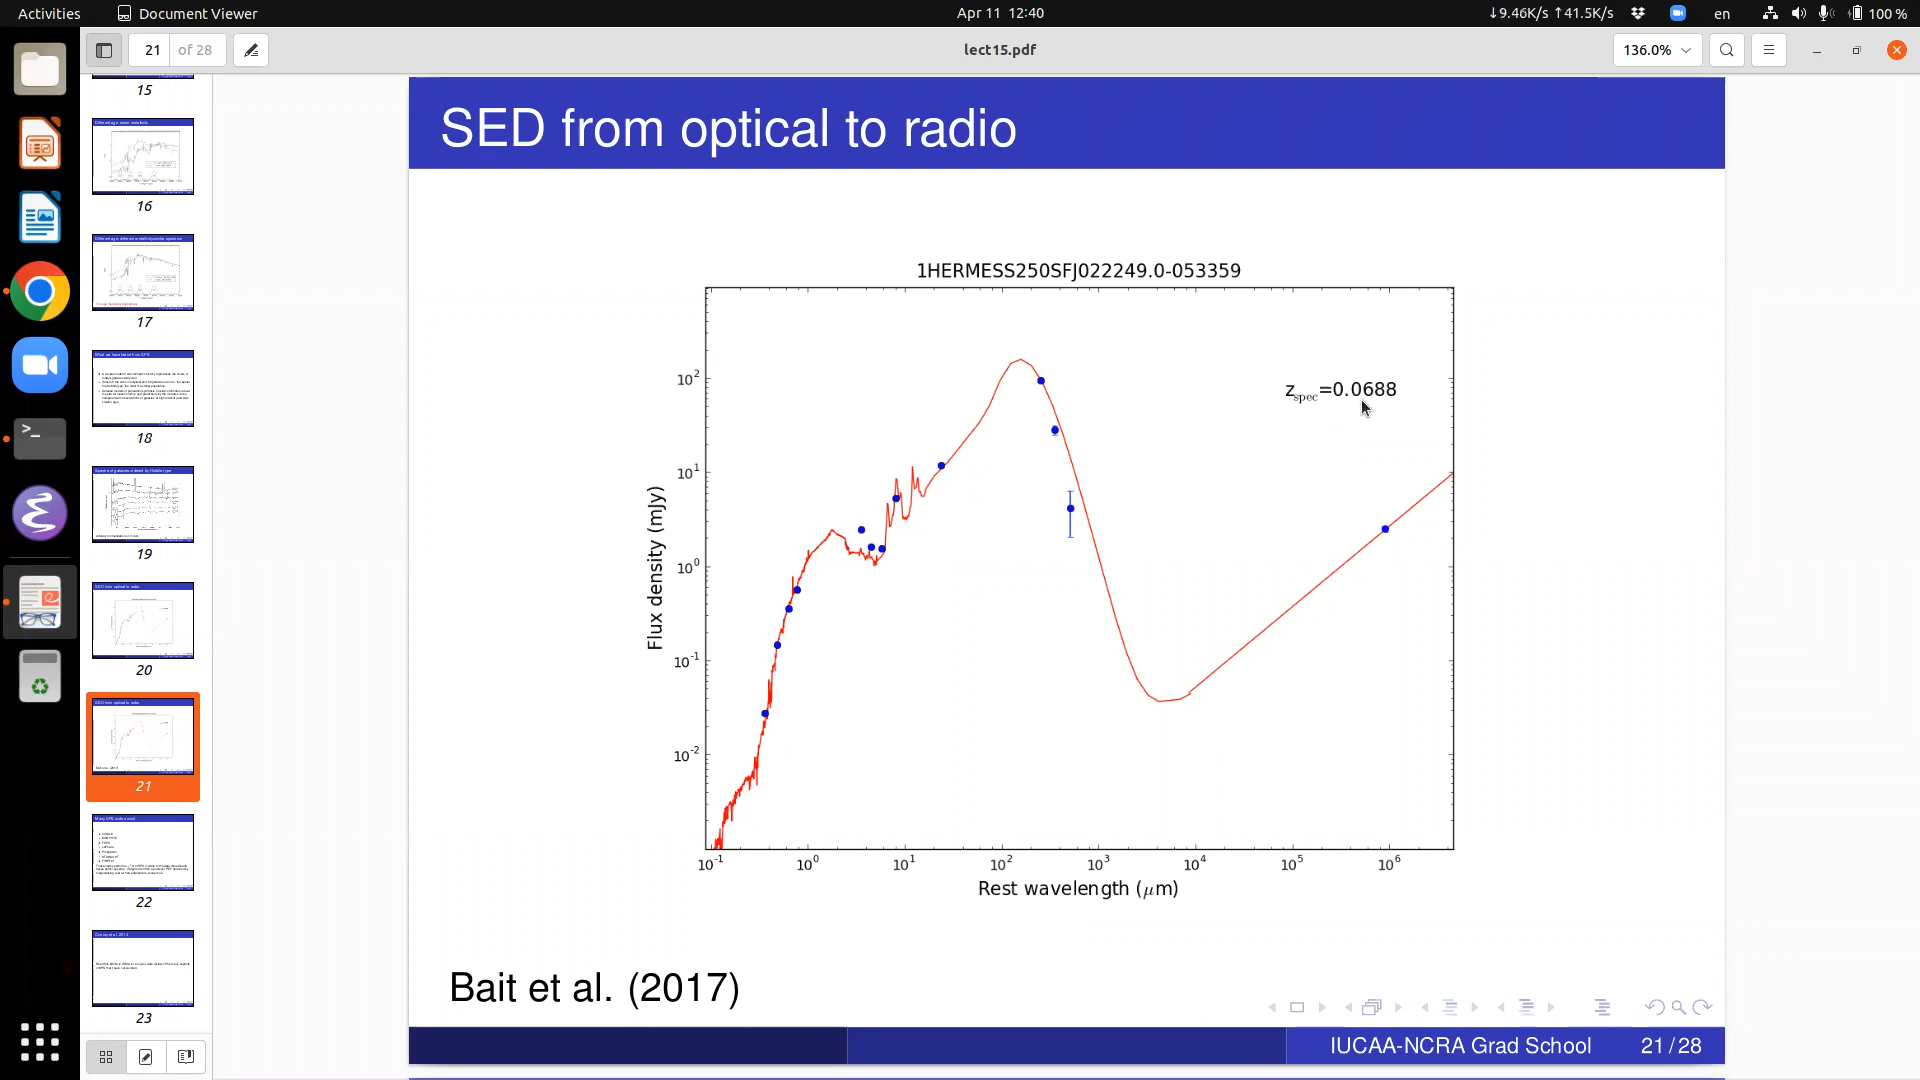 Activities
Document Viewer
Apr 11 12:40
↓9.46K/s ↑41.5K/s
en
100 %
21 of 28
lect15.pdf
136.0%
15
16
17
18
19
20
21
22
23
SED from optical to radio
1HERMESS250SFJ022249.0-053359
z_spec=0.0688
Flux density (mJy)
10^2
10^1
10^0
10^-1
10^-2
10^-1 10^0 10^1 10^2 10^3 10^4 10^5 10^6
Rest wavelength (μm)
Bait et al. (2017)
IUCAA-NCRA Grad School 21 / 28